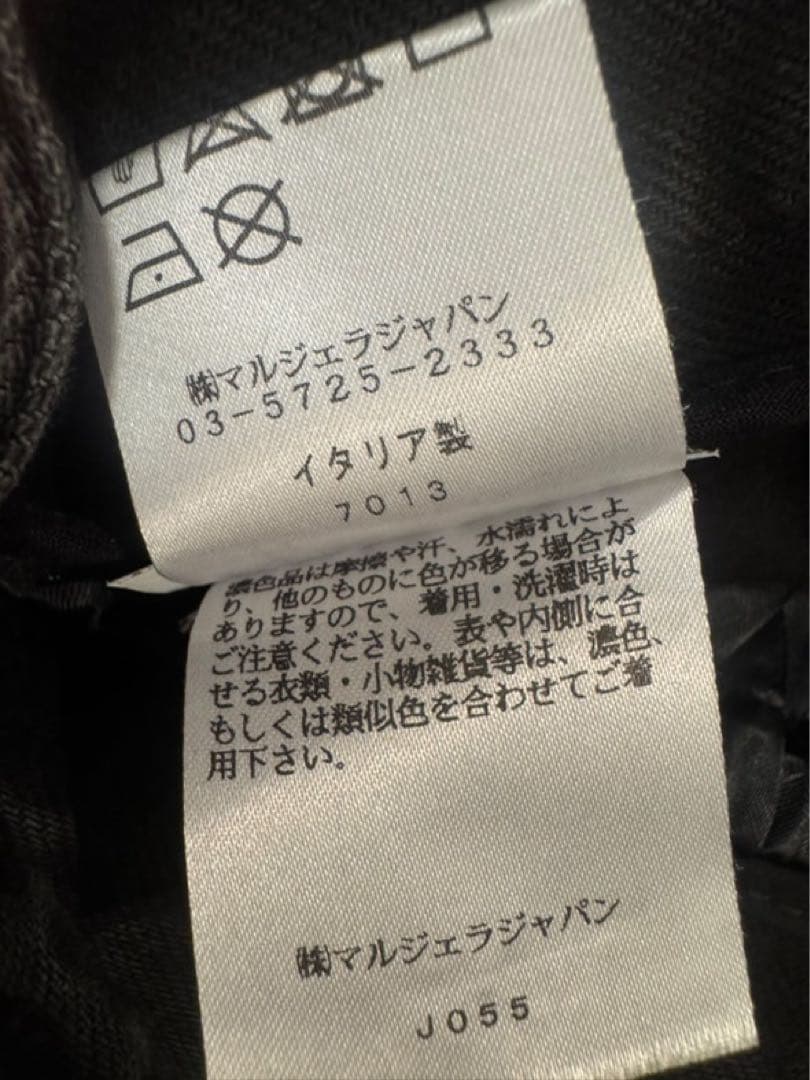 ㈱マルジェラジャパン
03-5725-2333
イタリア製
7013
濃色品は摩擦や汗、水濡れによ
り、他のものに色が移る場合が
ありますので、着用・洗濯時は
ご注意ください。表や内側に合
せる衣類・小物雑貨等は、濃色、
もしくは類似色を合わせてご着
用下さい。
㈱マルジェラジャパン
J055